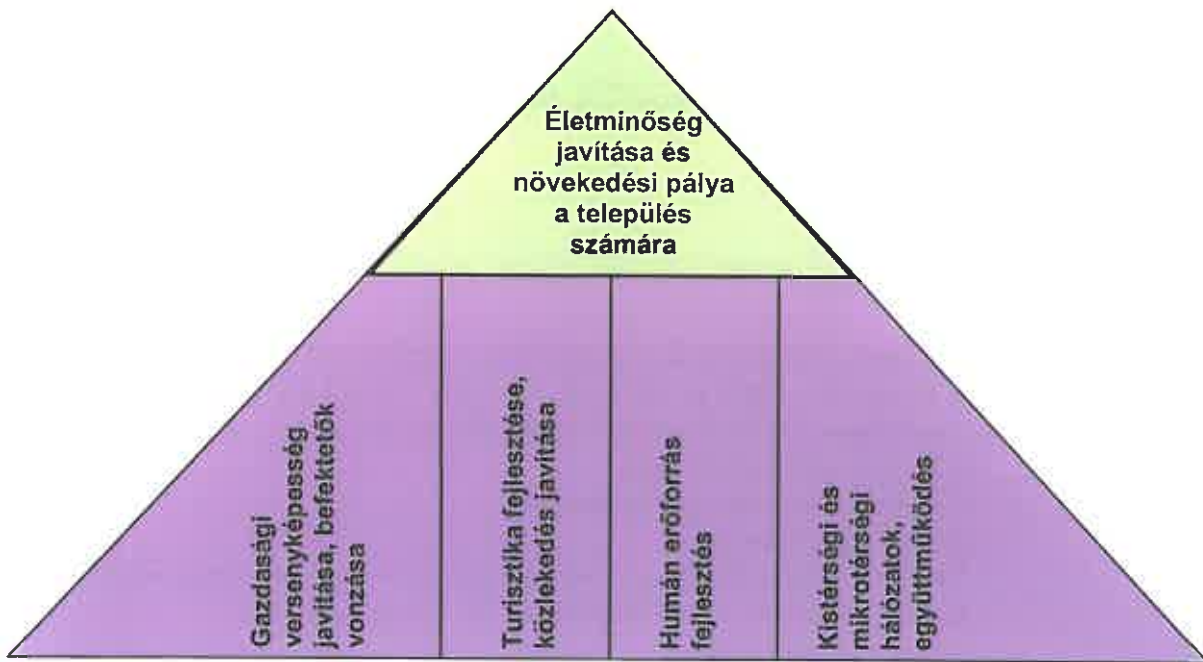 Életminőség
javítása és
növekedési pálya
a település
számára
Gazdasági
versenyképesség
javítása, befektetők
vonzása
Turisztika fejlesztése,
közlekedés javítása
Humán erőforrás
fejlesztés
Kistérségi és
mikrotérségi
hálózatok,
együttműködés